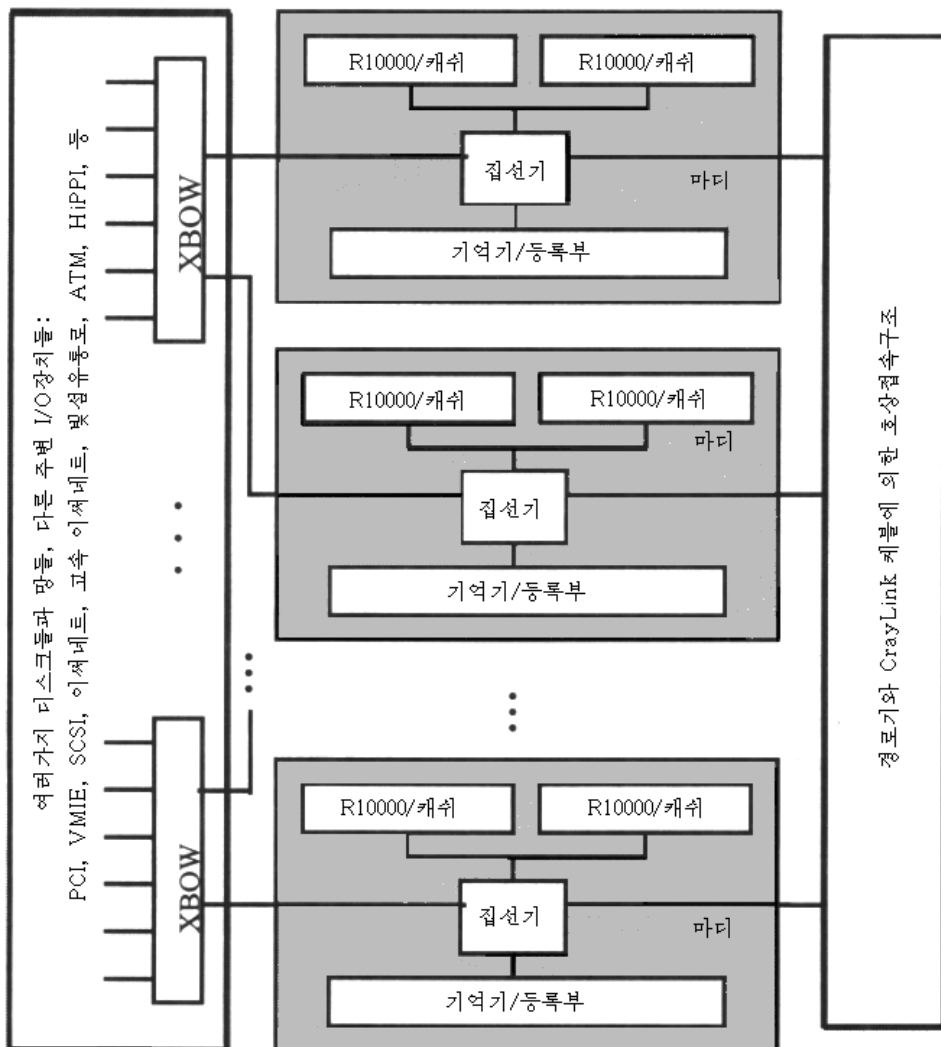 여러가지 디스크들과 망들, 다른 주변 I/O장치들:
PCI, VMIE, SCSI, 이써네트, 고속 이써네트, 빛섬유통로, ATM, HiPPI, 등
XBOW
XBOW
R10000/캐쉬
R10000/캐쉬
집선기
마디
기억기/등록부
R10000/캐쉬
R10000/캐쉬
마디
집선기
기억기/등록부
R10000/캐쉬
R10000/캐쉬
집선기
마디
기억기/등록부
경로기와 CrayLink 케블에 의한 호상접속구조